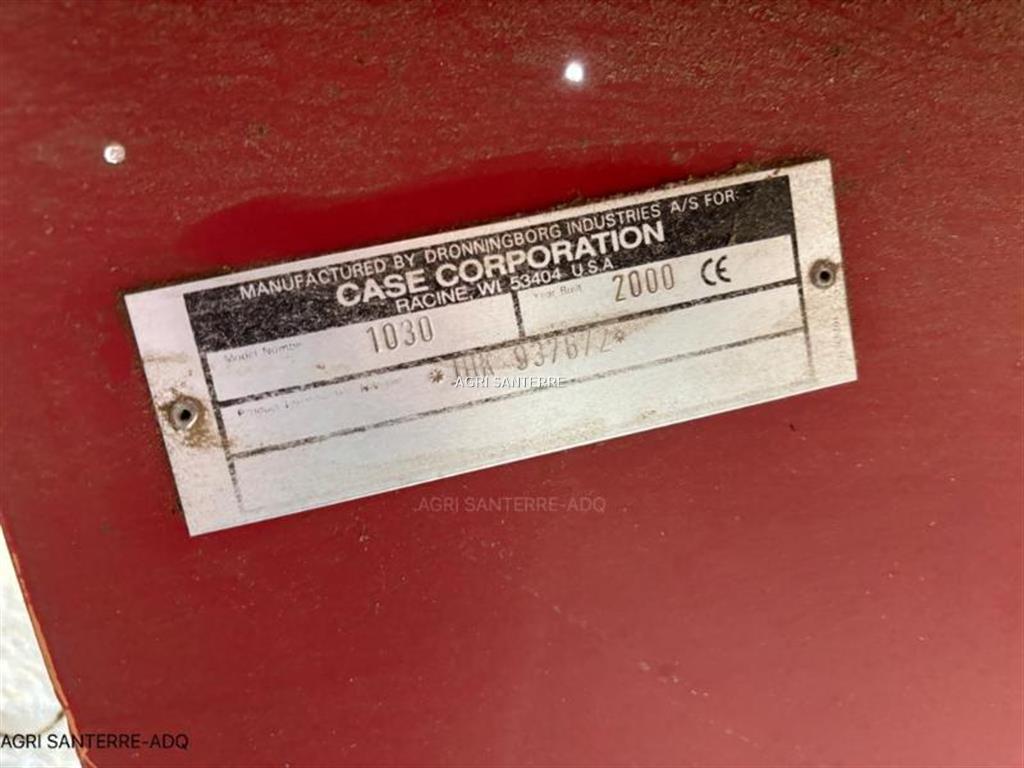 MANUFACTURED BY DRONNINGBORG INDUSTRIES A/S FOR:
CASE CORPORATION
RACINE, WI. 53404 U.S.A
Model Number 1030
Year Built 2000 CE
AGRI SANTERRE
AGRI SANTERRE-ADQ
AGRI SANTERRE-ADQ